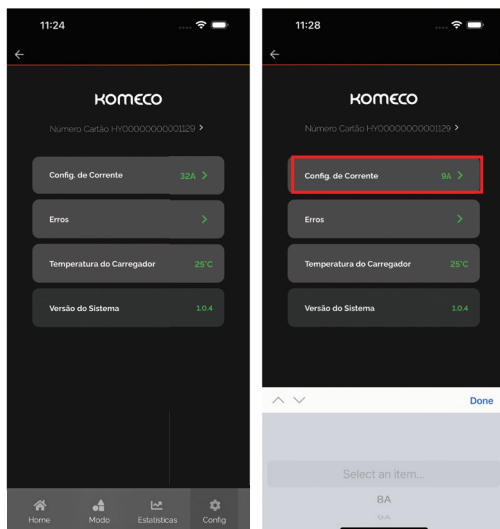 11:24
KOMECO
Número Cartão HY00000000001129 >
Config. de Corrente 32A >
Erros >
Temperatura do Carregador 25°C
Versão do Sistema 1.0.4
Home Modo Estatísticas Config
11:28
KOMECO
Número Cartão HY00000000001129 >
Config. de Corrente 9A >
Erros >
Temperatura do Carregador 25°C
Versão do Sistema 1.0.4
Done
Select an item...
8A